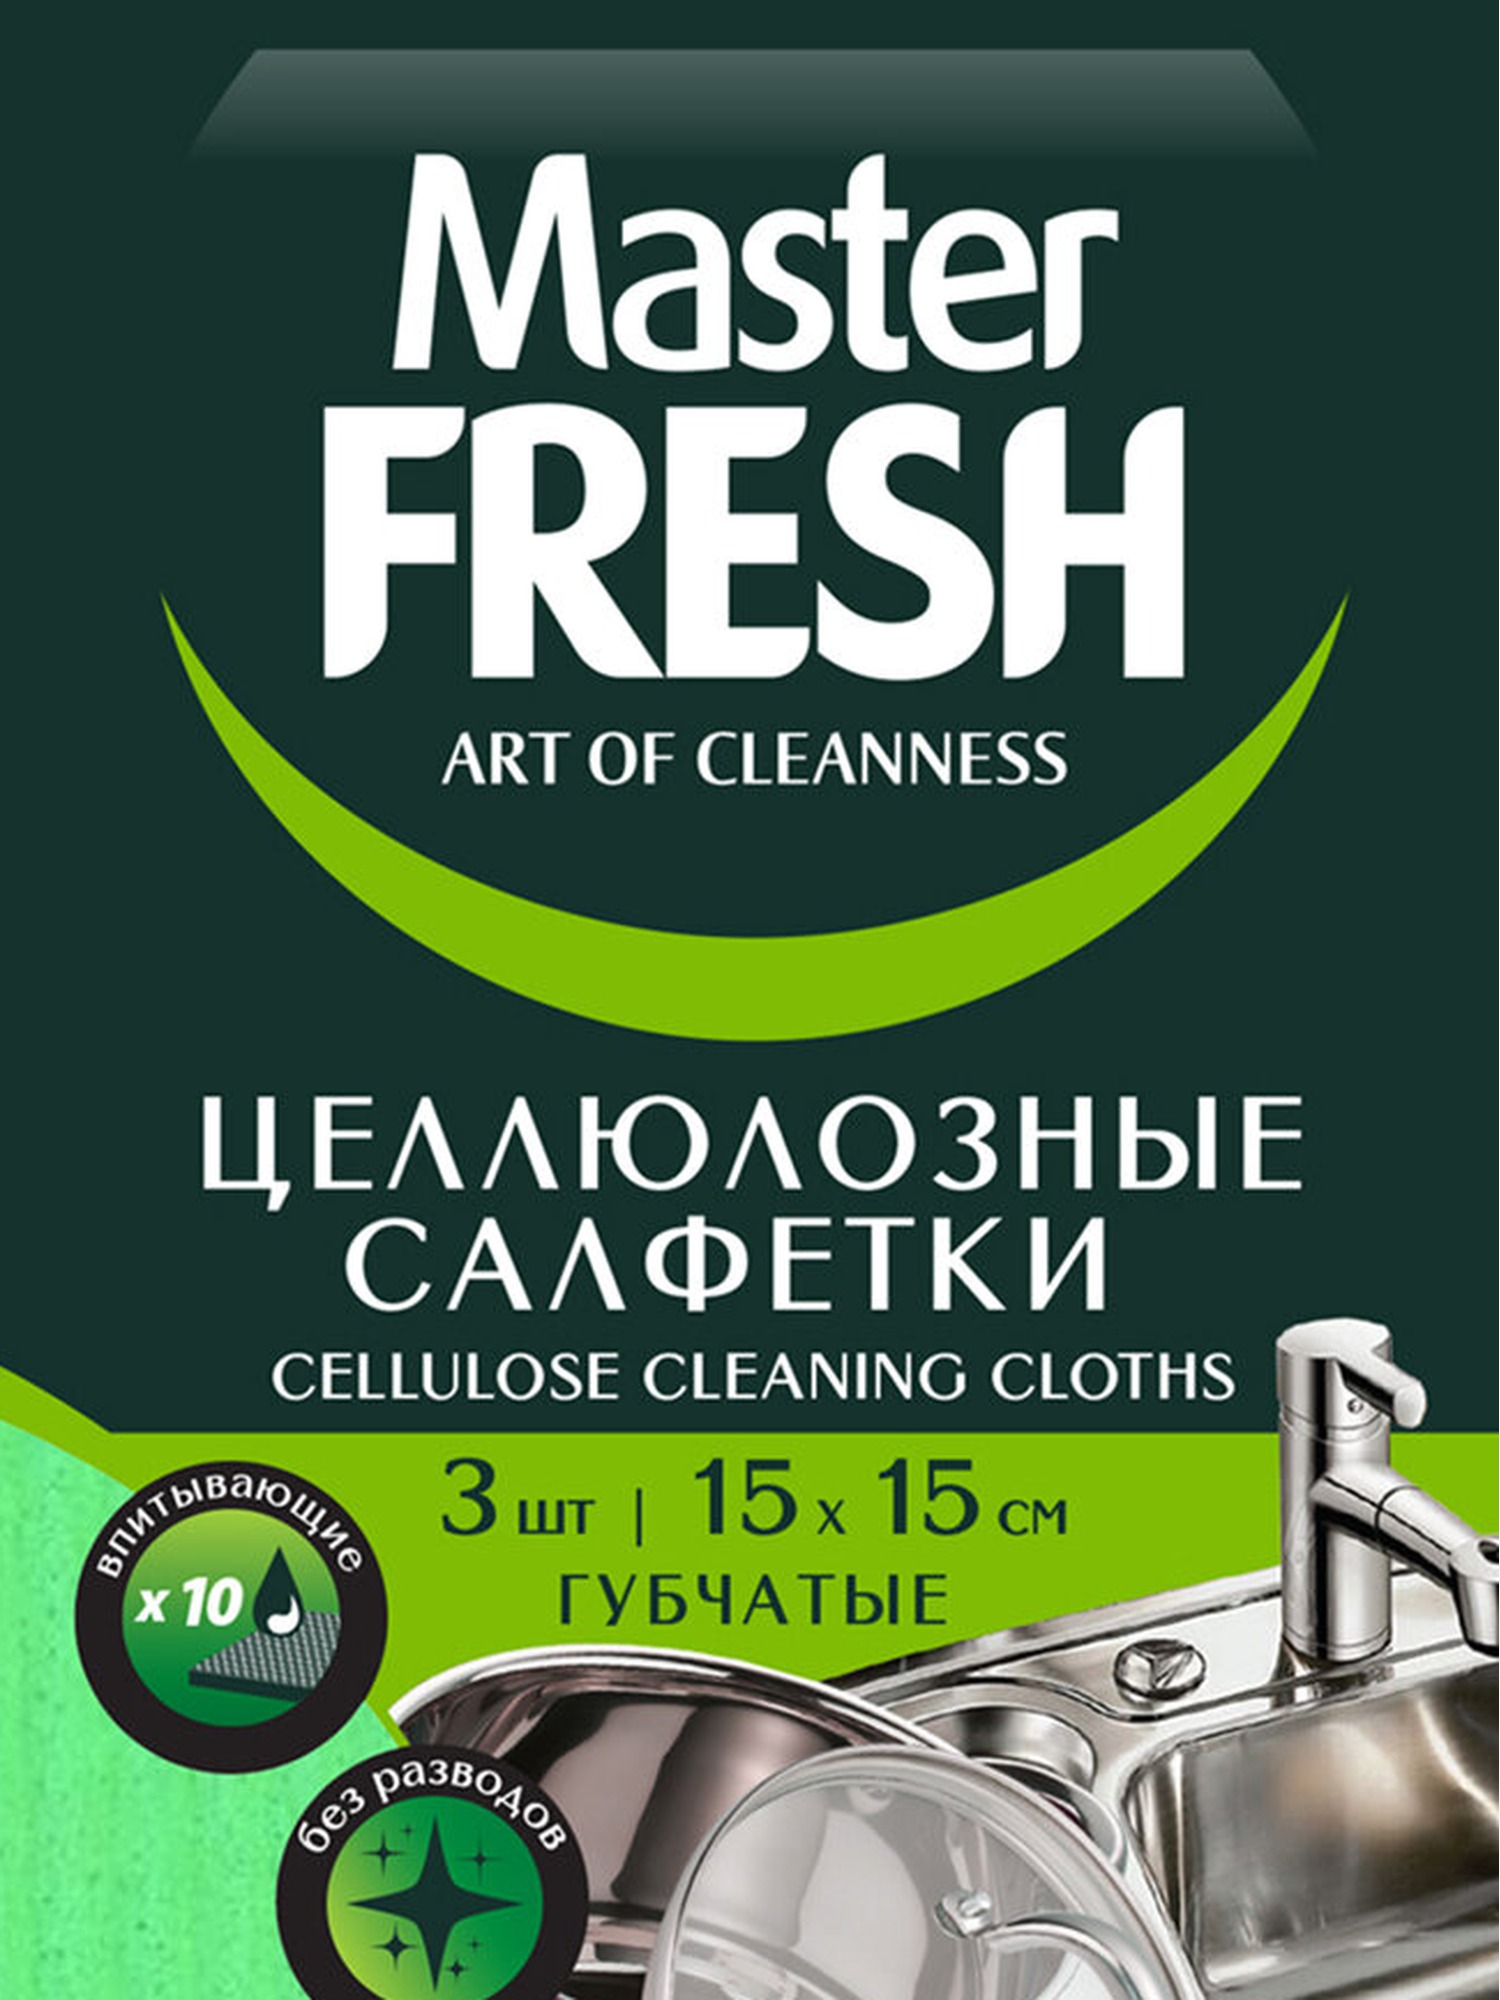 Master
FRESH
ART OF CLEANNESS
ЦЕЛЛЮЛОЗНЫЕ
САЛФЕТКИ
CELLULOSE CLEANING CLOTHS
3 шт | 15 x 15 см
ГУБЧАТЫЕ
впитывающие
x 10
без разводов